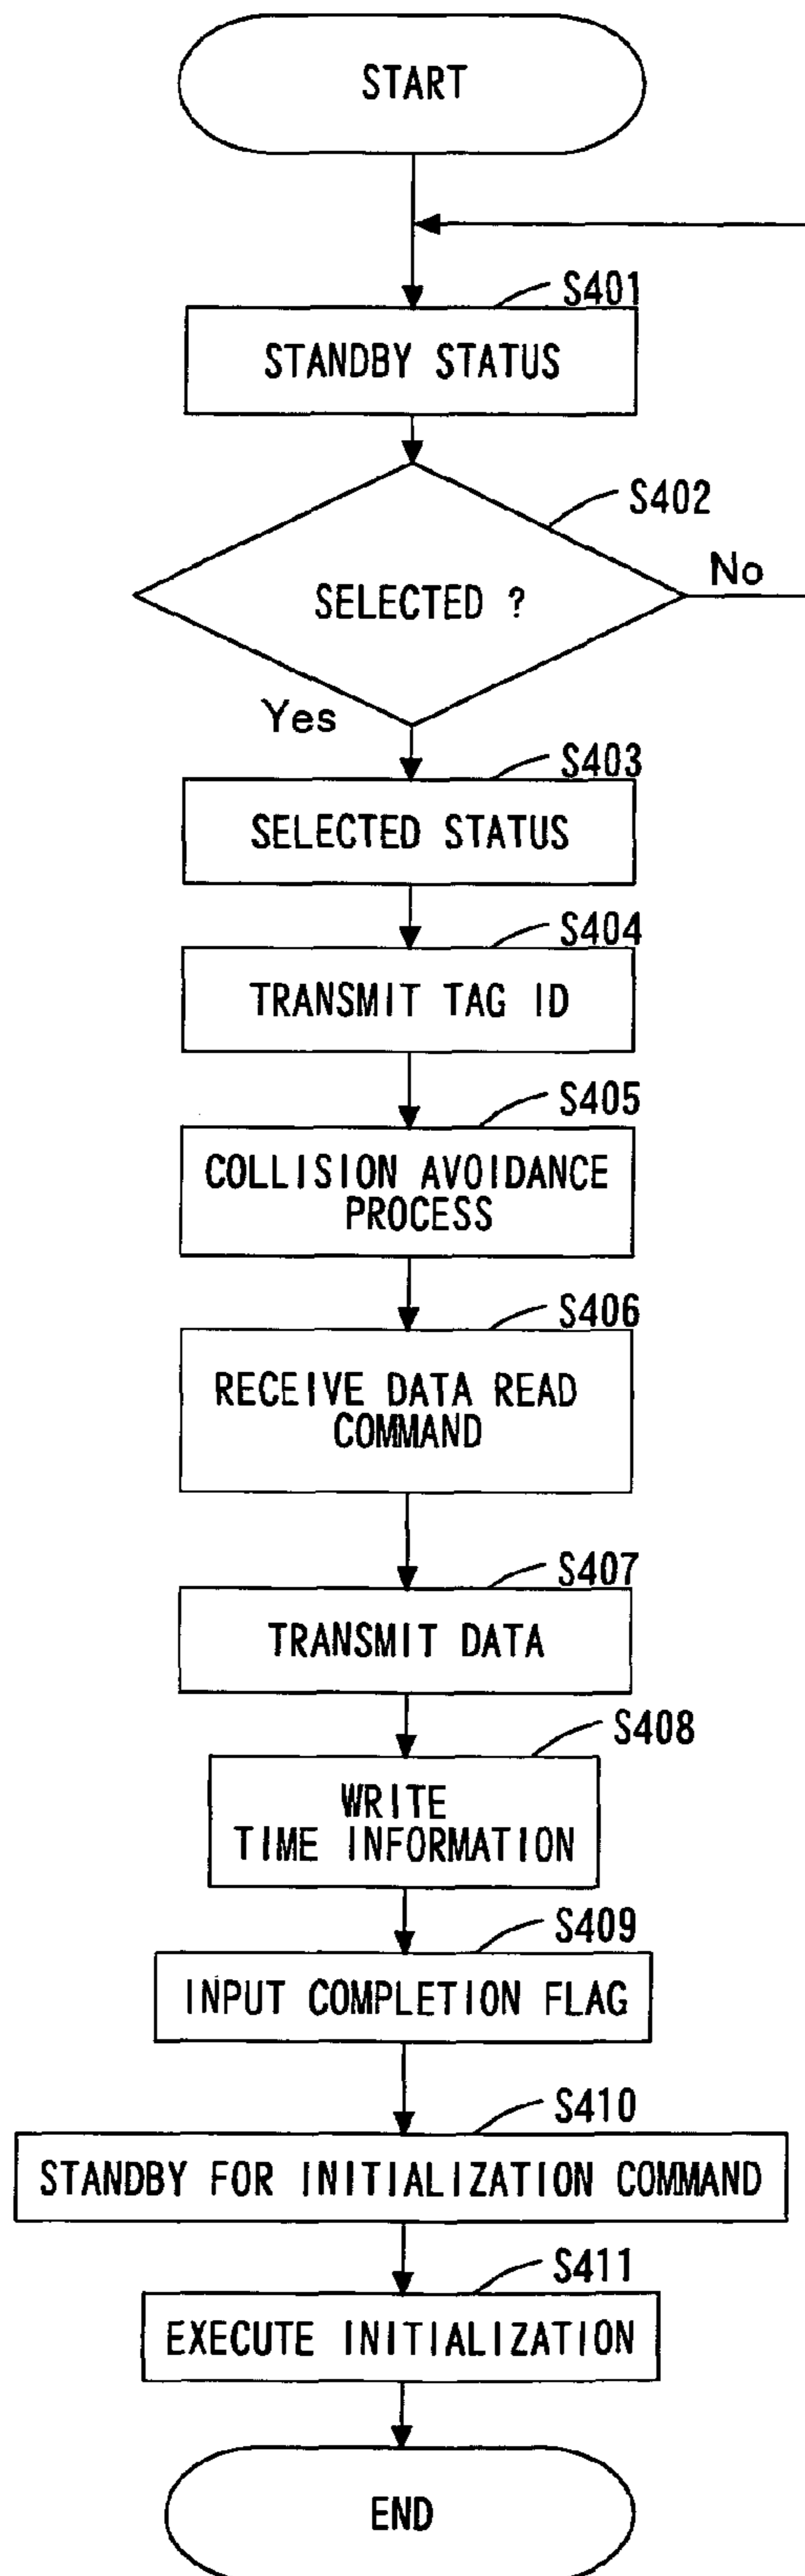 START
S401
STANDBY STATUS
S402
SELECTED ?
No
Yes
S403
SELECTED STATUS
S404
TRANSMIT TAG ID
S405
COLLISION AVOIDANCE
PROCESS
S406
RECEIVE DATA READ
COMMAND
S407
TRANSMIT DATA
S408
WRITE
TIME INFORMATION
S409
INPUT COMPLETION FLAG
S410
STANDBY FOR INITIALIZATION COMMAND
S411
EXECUTE INITIALIZATION
END